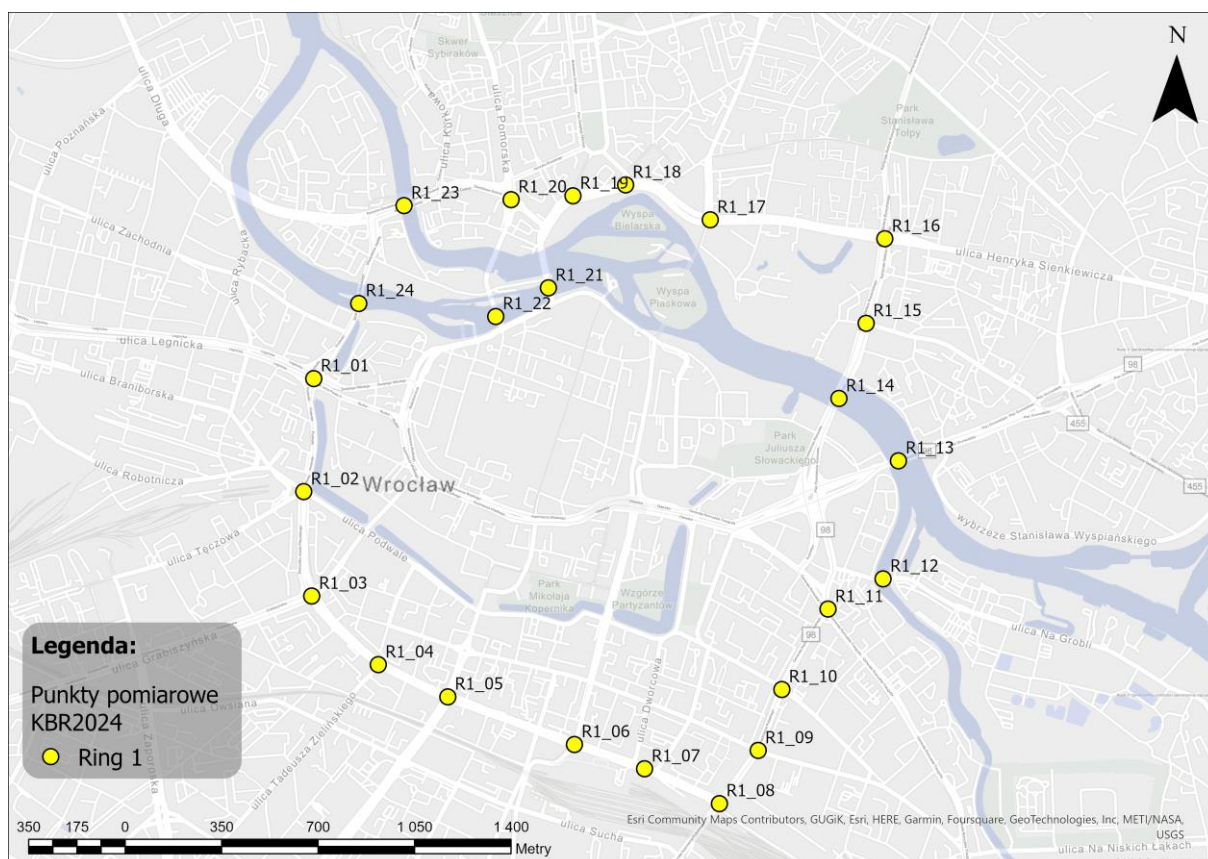 Skwer
Sybiraków
N
ulica Poznańska
ulica Długa
ulica Kurkowa
ulica Pomorska
Park
Stanisława
Tołpy
R1_18
R1_20
R1_19
R1_23
R1_17
Wyspa
Bielarska
R1_16
ulica Zachodnia
ulica Rybacka
ulica Henryka Sienkiewicza
R1_21
R1_24
Wyspa
Piaskowa
R1_22
R1_15
ulica Legnicka
R1_01
98
ulica Braniborska
R1_14
455
Park
Juliusza
Słowackiego
R1_13
98
ulica Robotnicza
R1_02
Wrocław
455
ulica Podwale
98
wybrzeże Stanisława Wyspiańskiego
ulica Tęczowa
R1_12
R1_03
Park
Mikołaja
Kopernika
Wzgórze
Partyzantów
R1_11
98
ulica Na Grobli
Legenda:
ulica Grabiszyńska
R1_04
R1_10
Punkty pomiarowe
KBR2024
R1_05
ulica Owsiana
ulica Tadeusza Zielińskiego
ulica Dworcowa
R1_06
R1_09
Ring 1
ulica Zaporoska
R1_07
R1_08
350 175 0 350 700 1 050 1 400
Metry
ulica Sucha
Esri Community Maps Contributors, GUGiK, Esri, HERE, Garmin, Foursquare, GeoTechnologies, Inc, METI/NASA,
USGS
ulica Na Niskich Łąkach